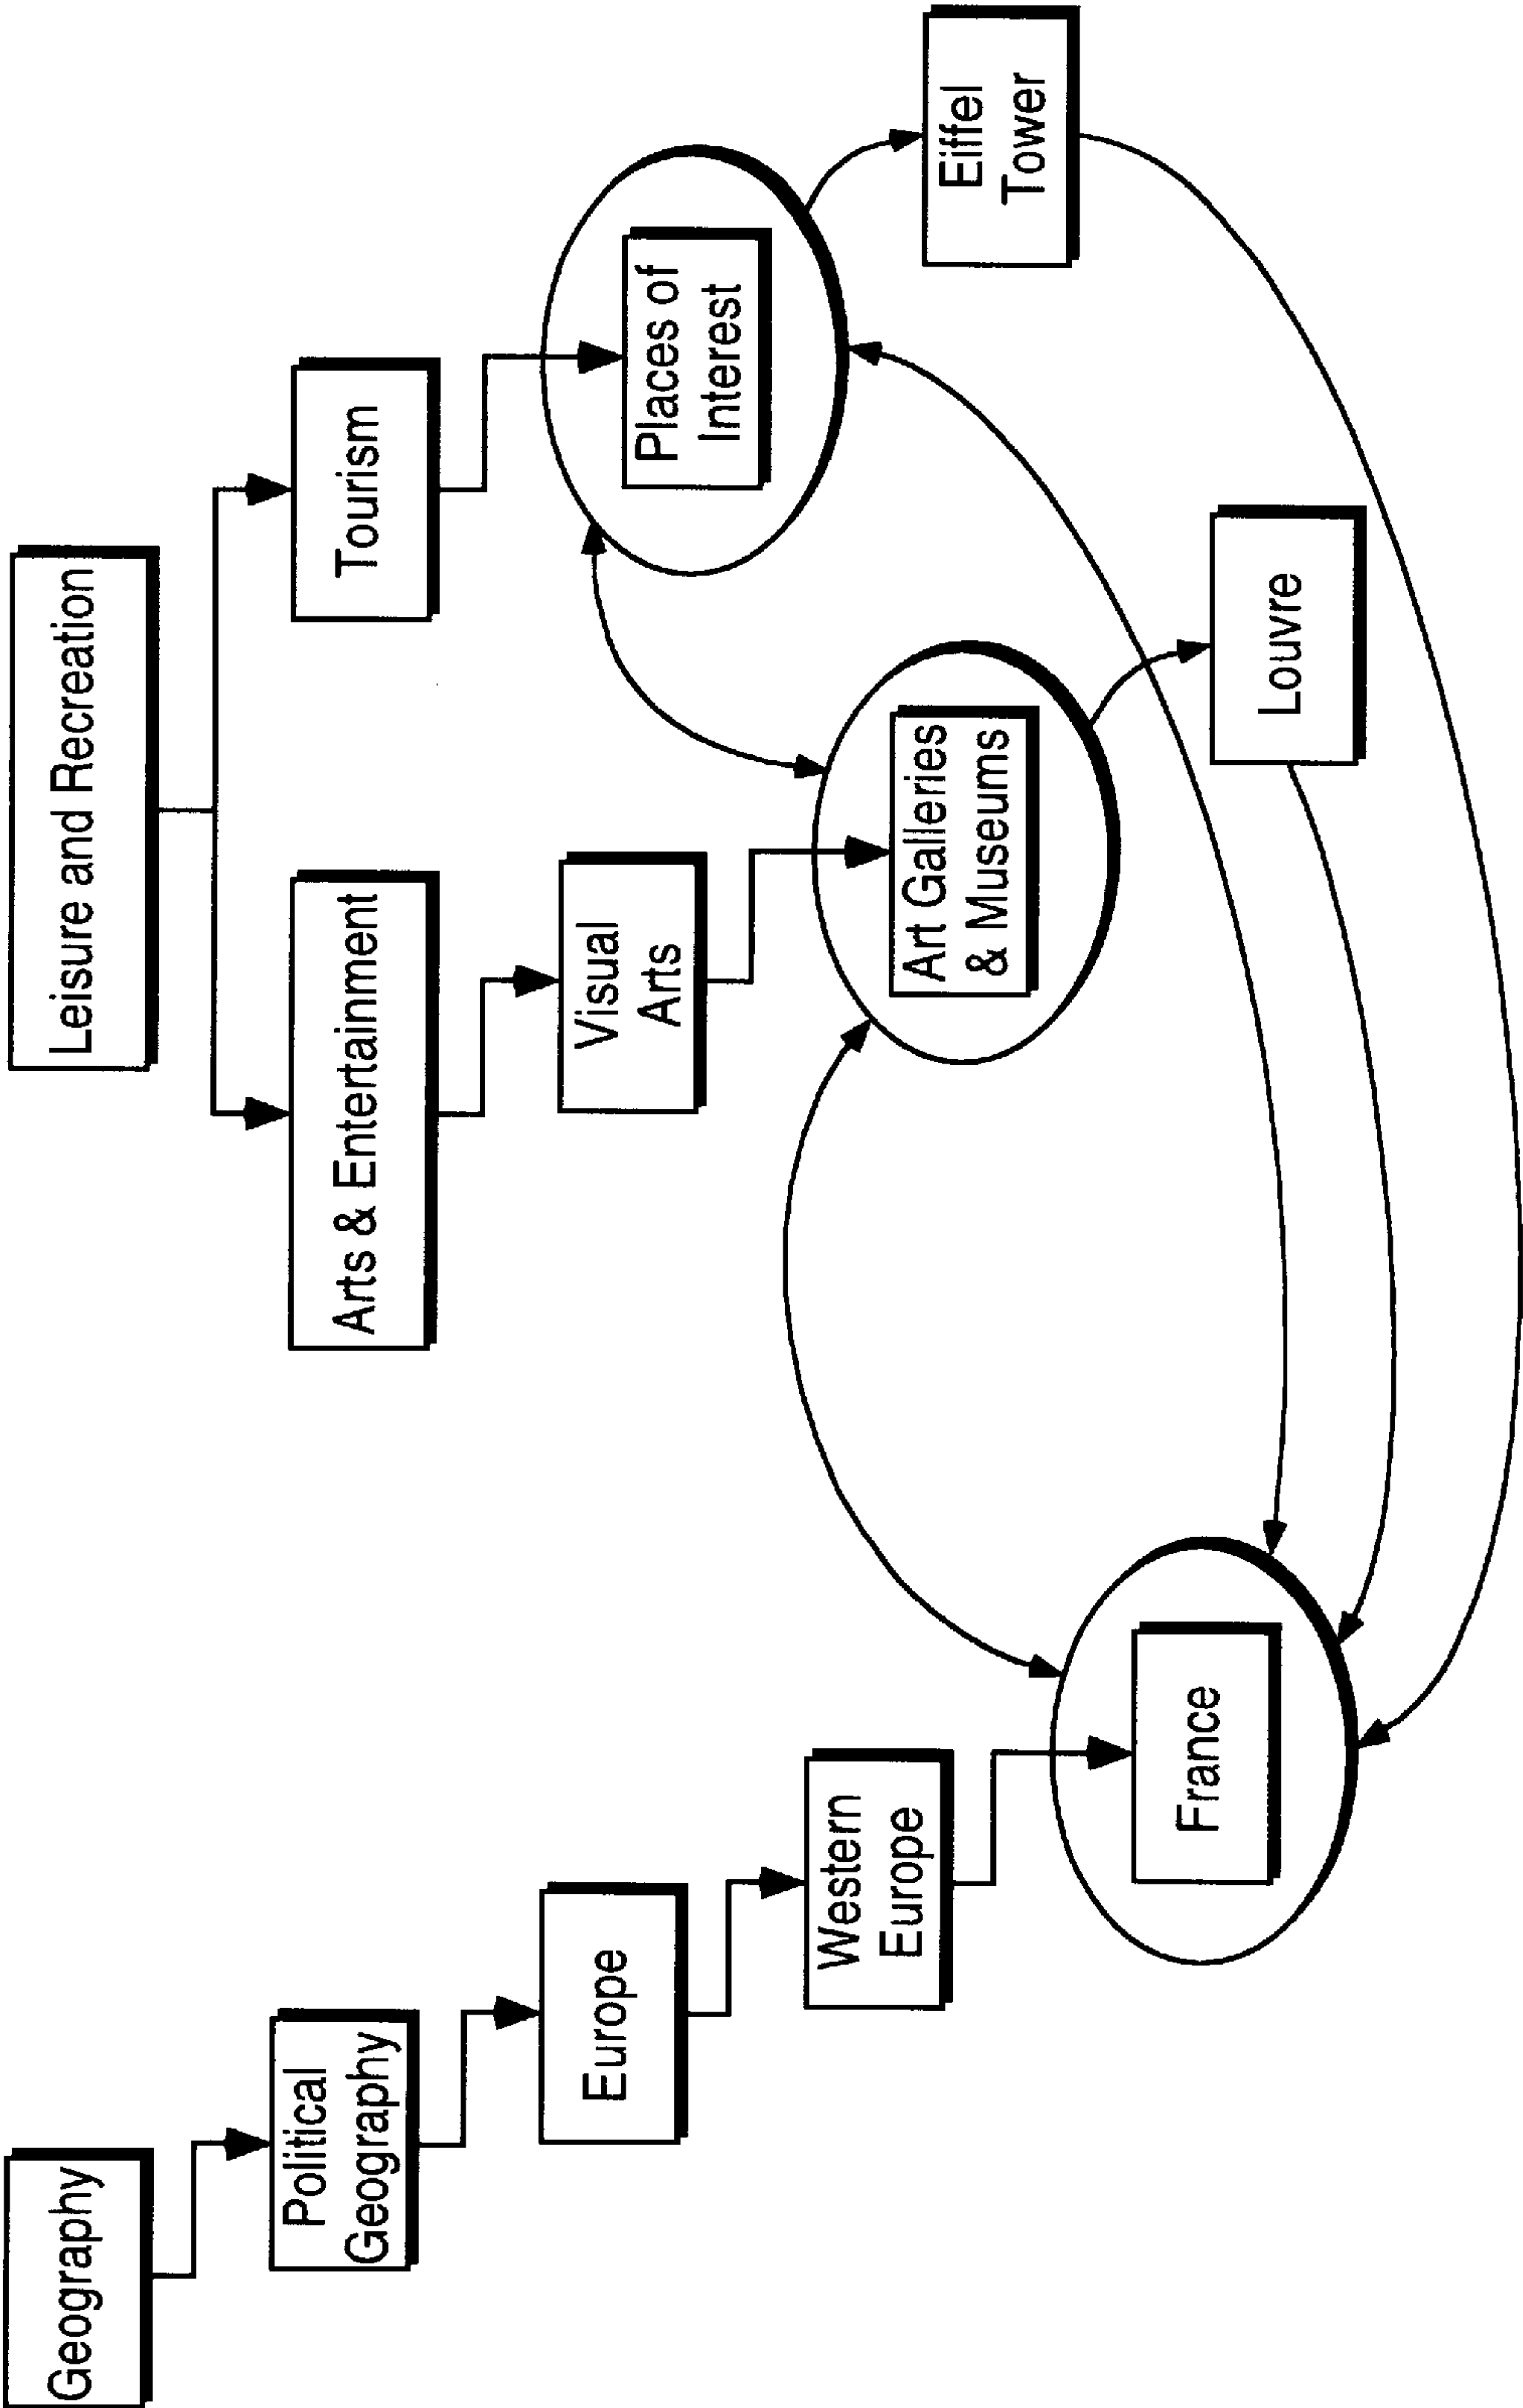 Geography
Political
Geography
Europe
Western
Europe
France
Leisure and Recreation
Arts & Entertainment
Visual
Arts
Art Galleries
& Museums
Louvre
Tourism
Places of
Interest
Eiffel
Tower